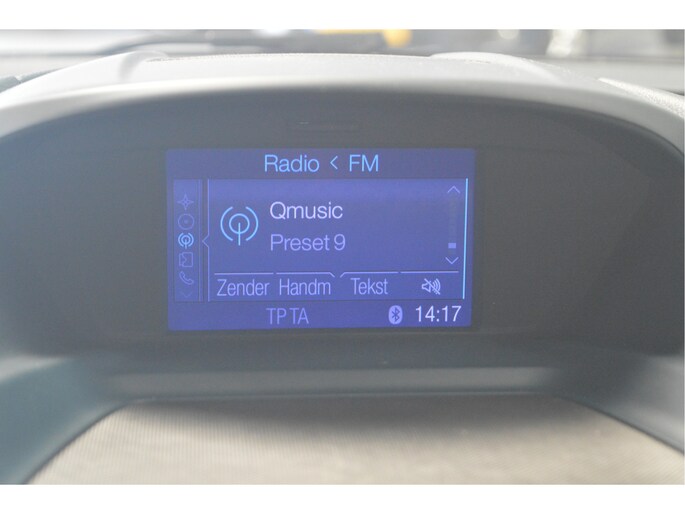 Radio < FM
Qmusic
Preset 9
Zender Handm Tekst
TP TA 14:17